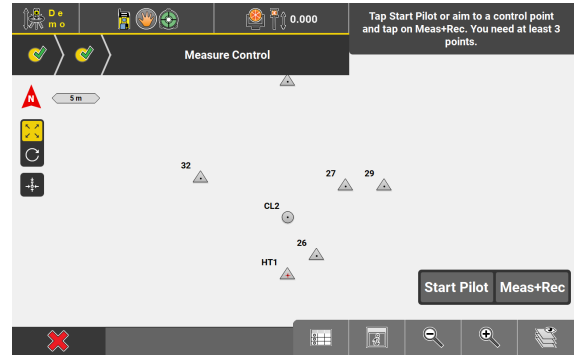 De
mo
0.000
Tap Start Pilot or aim to a control point
and tap on Meas+Rec. You need at least 3
points.
Measure Control
N
5 m
32
27
29
CL2
26
HT1
Start Pilot
Meas+Rec